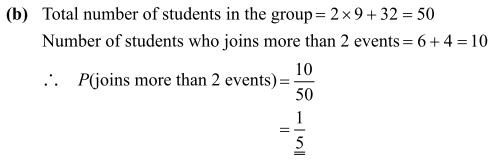 (b) Total number of students in the group = 2 × 9 + 32 = 50
Number of students who joins more than 2 events = 6 + 4 = 10
∴ P(joins more than 2 events) = 10/50
= 1/5